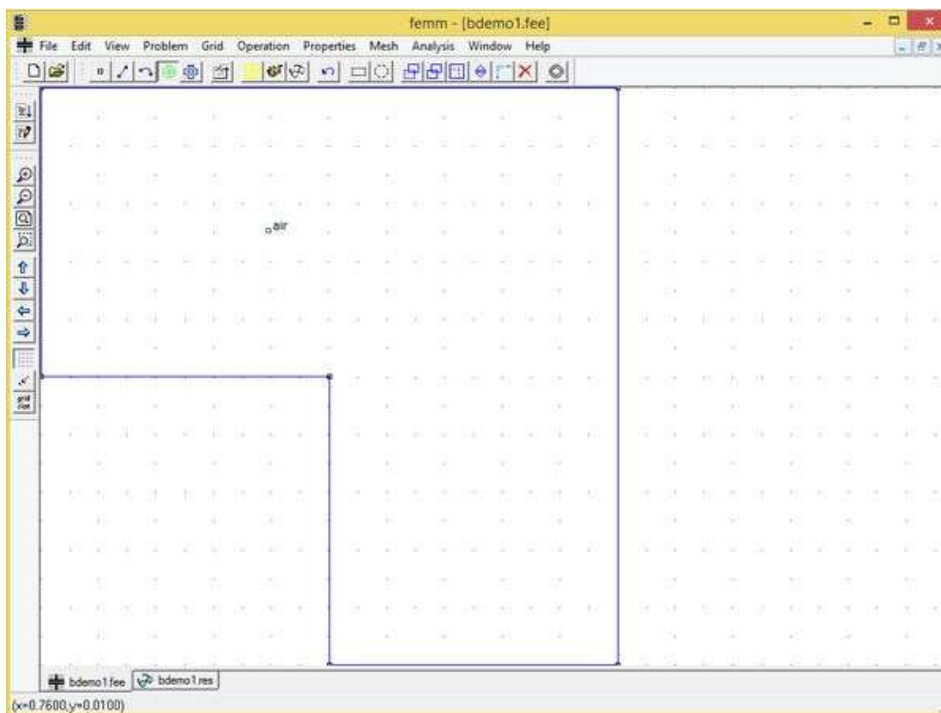 femm - [bdemo1.fee]
File Edit View Problem Grid Operation Properties Mesh Analysis Window Help
air
bdemo1.fee bdemo1.res
(x=0.7600,y=0.0100)